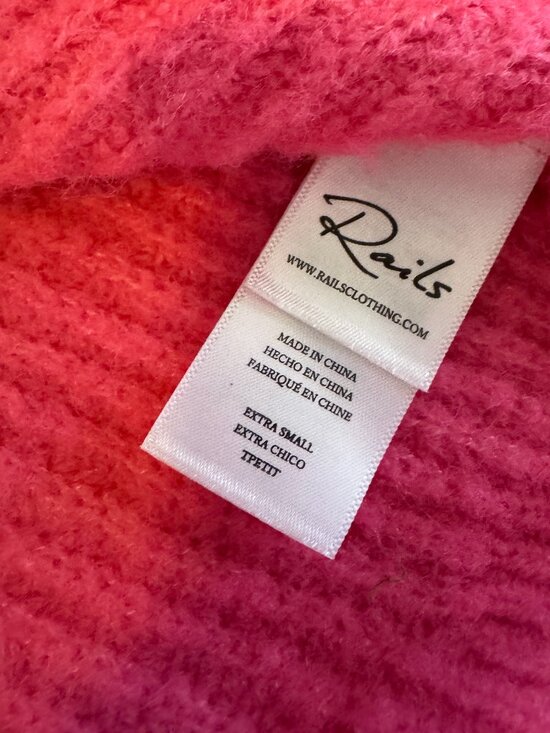 Rails
WWW.RAILSCLOTHING.COM
MADE IN CHINA
HECHO EN CHINA
FABRIQUÉ EN CHINE
EXTRA SMALL
EXTRA CHICO
TPETIT